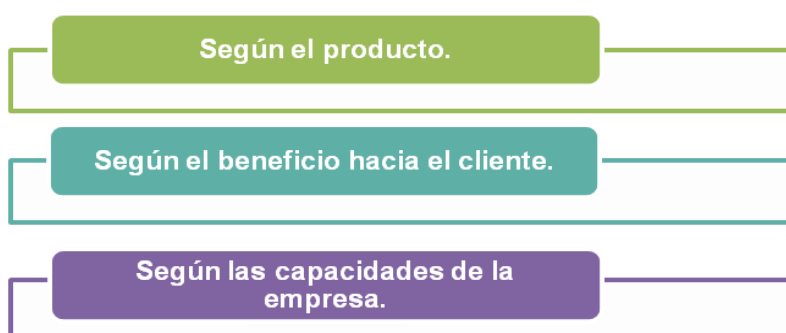 Según el producto.
Según el beneficio hacia el cliente.
Según las capacidades de la
empresa.